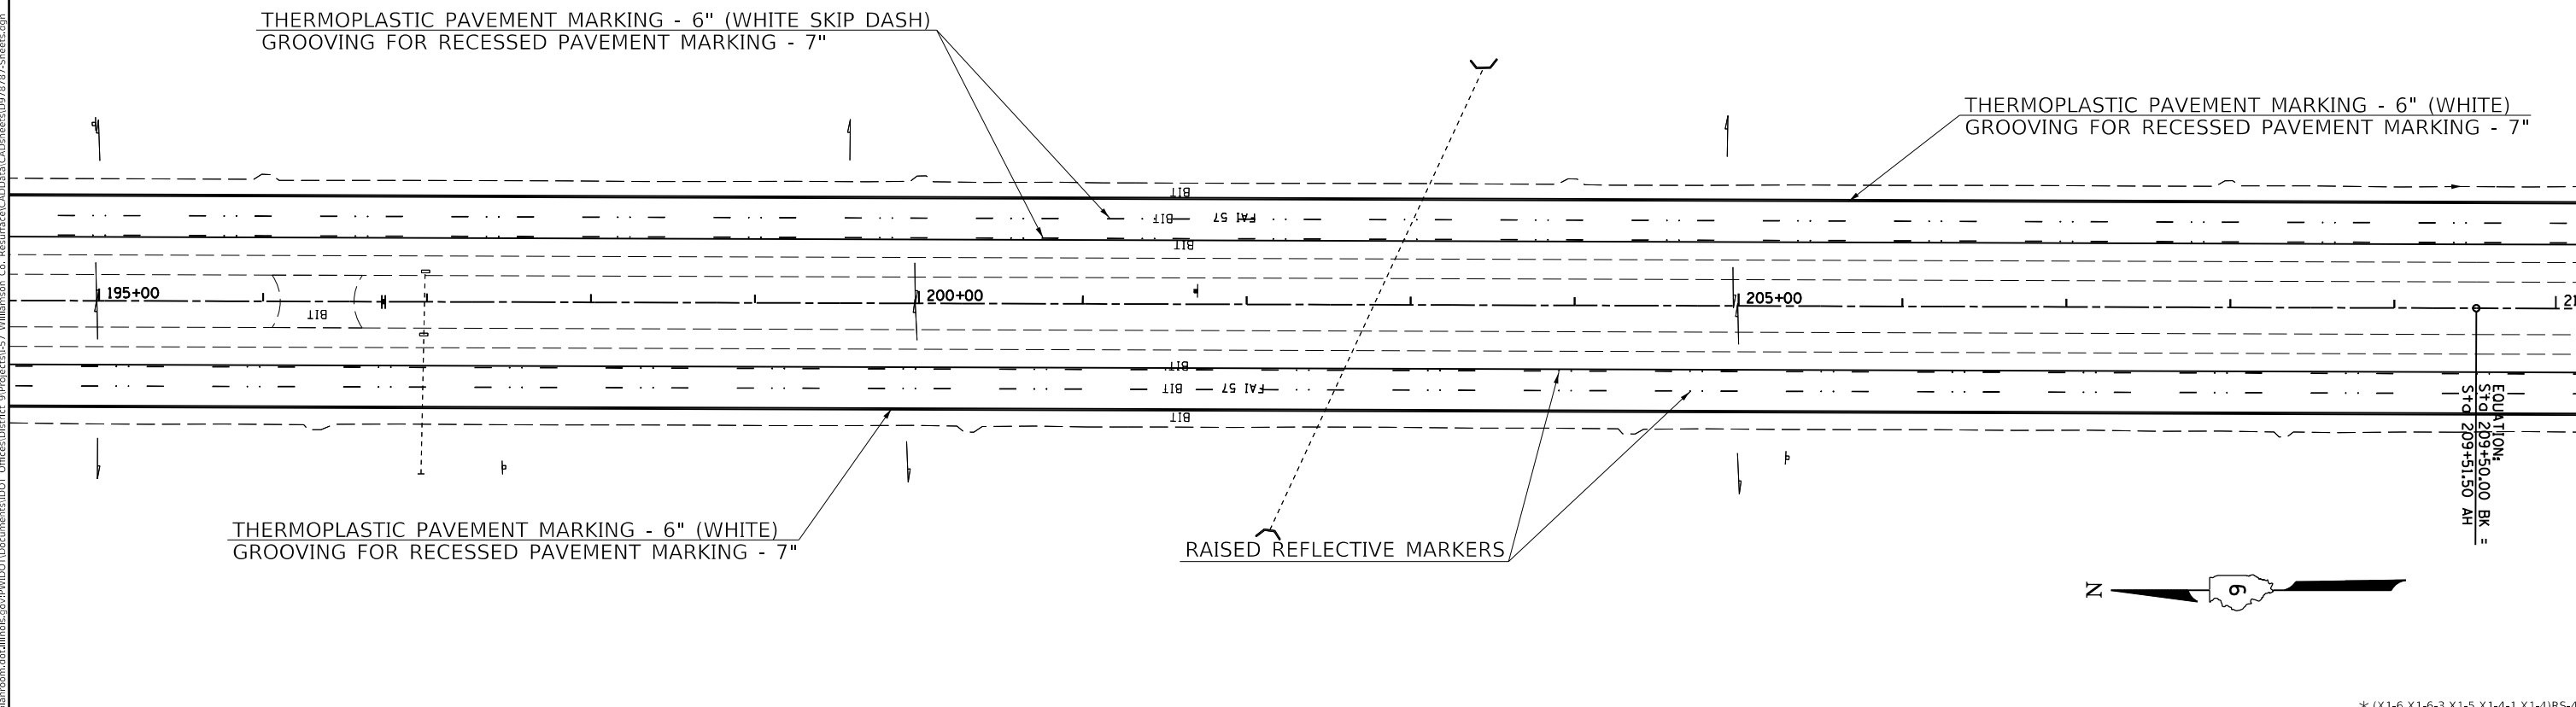 THERMOPLASTIC PAVEMENT MARKING - 6" (WHITE SKIP DASH)
GROOVING FOR RECESSED PAVEMENT MARKING - 7"
THERMOPLASTIC PAVEMENT MARKING - 6" (WHITE)
GROOVING FOR RECESSED PAVEMENT MARKING - 7"
BIT
BIT
FAI 57
BIT
195+00
200+00
205+00
BIT
BIT
BIT
FAI 57
BIT
EQUATION:
Sta 209+50.00 BK =
Sta 209+51.50 AH
THERMOPLASTIC PAVEMENT MARKING - 6" (WHITE)
GROOVING FOR RECESSED PAVEMENT MARKING - 7"
RAISED REFLECTIVE MARKERS
N
9